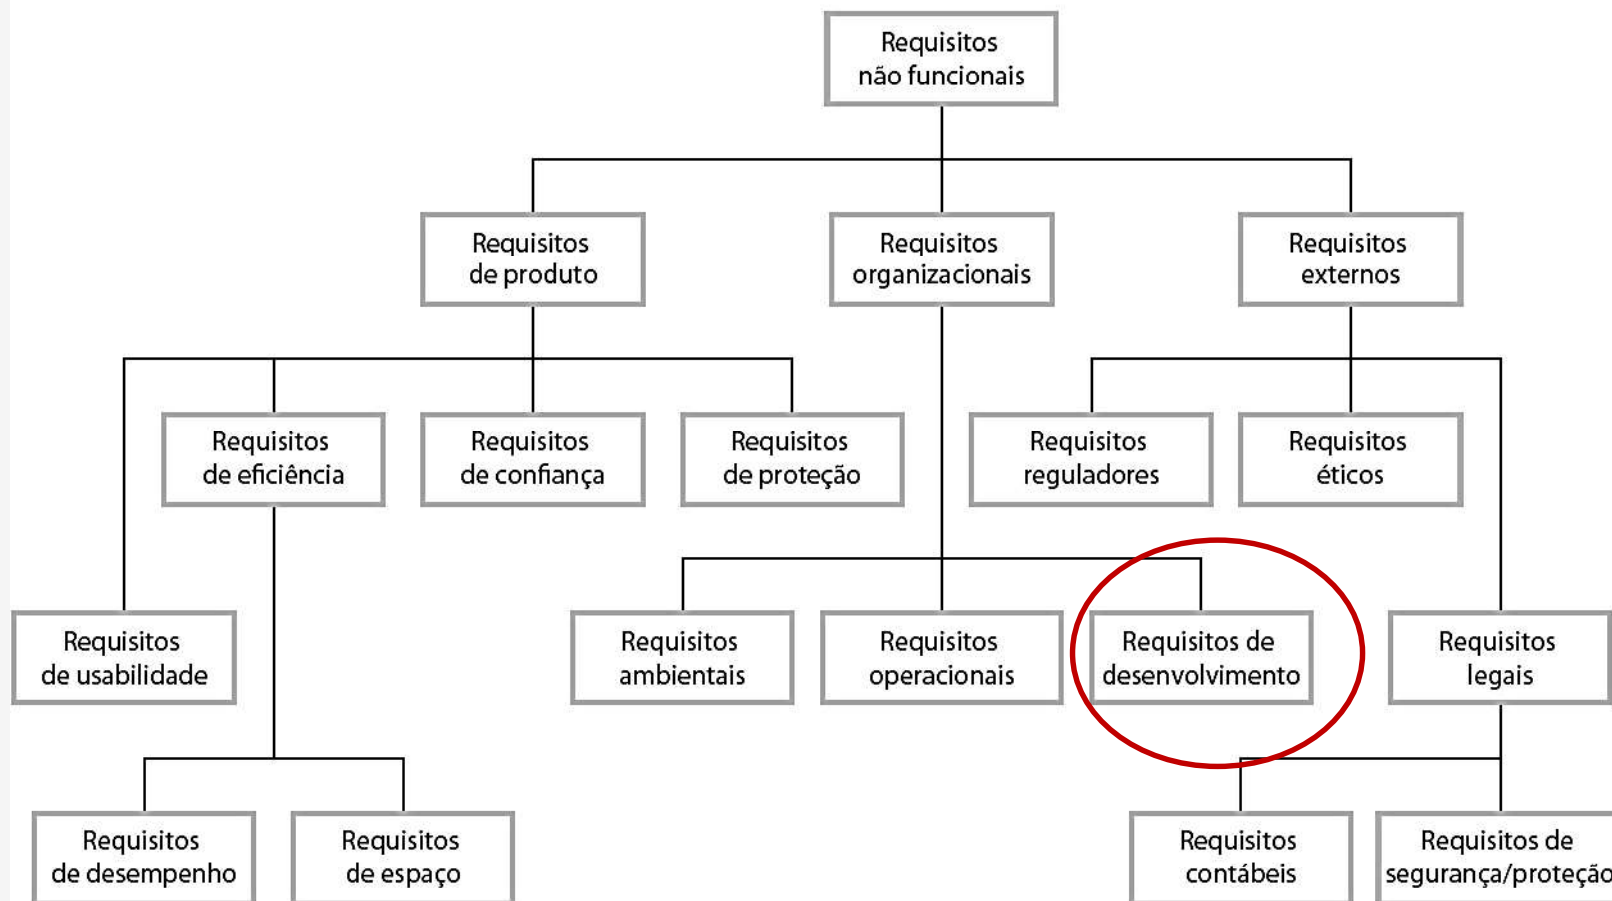 Requisitos
não funcionais
Requisitos
de produto
Requisitos
organizacionais
Requisitos
externos
Requisitos
de eficiência
Requisitos
de confiança
Requisitos
de proteção
Requisitos
reguladores
Requisitos
éticos
Requisitos
de usabilidade
Requisitos
ambientais
Requisitos
operacionais
Requisitos de
desenvolvimento
Requisitos
legais
Requisitos
de desempenho
Requisitos
de espaço
Requisitos
contábeis
Requisitos de
segurança/proteção